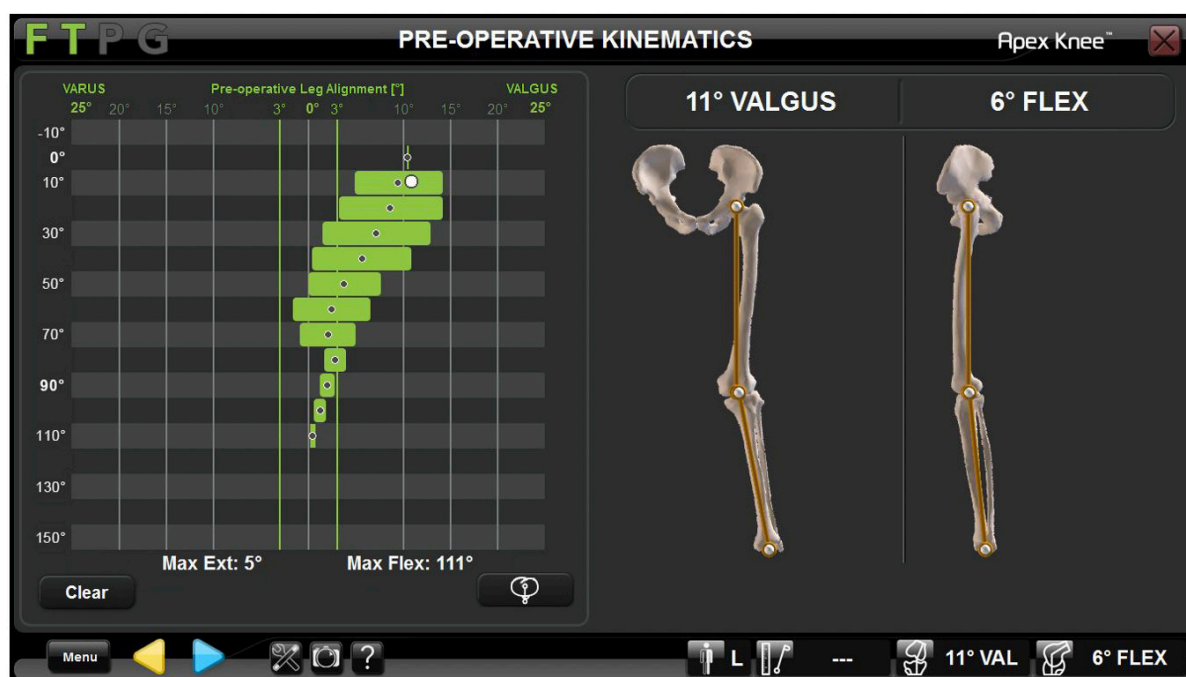 FTPG
PRE-OPERATIVE KINEMATICS
Apex Knee™
VARUS
Pre-operative Leg Alignment [°]
VALGUS
25° 20° 15° 10° 3° 0° 3° 10° 15° 20° 25°
-10°
0°
10°
30°
50°
70°
90°
110°
130°
150°
Max Ext: 5°
Max Flex: 111°
Clear
11° VALGUS
6° FLEX
Menu
?
L
---
11° VAL
6° FLEX